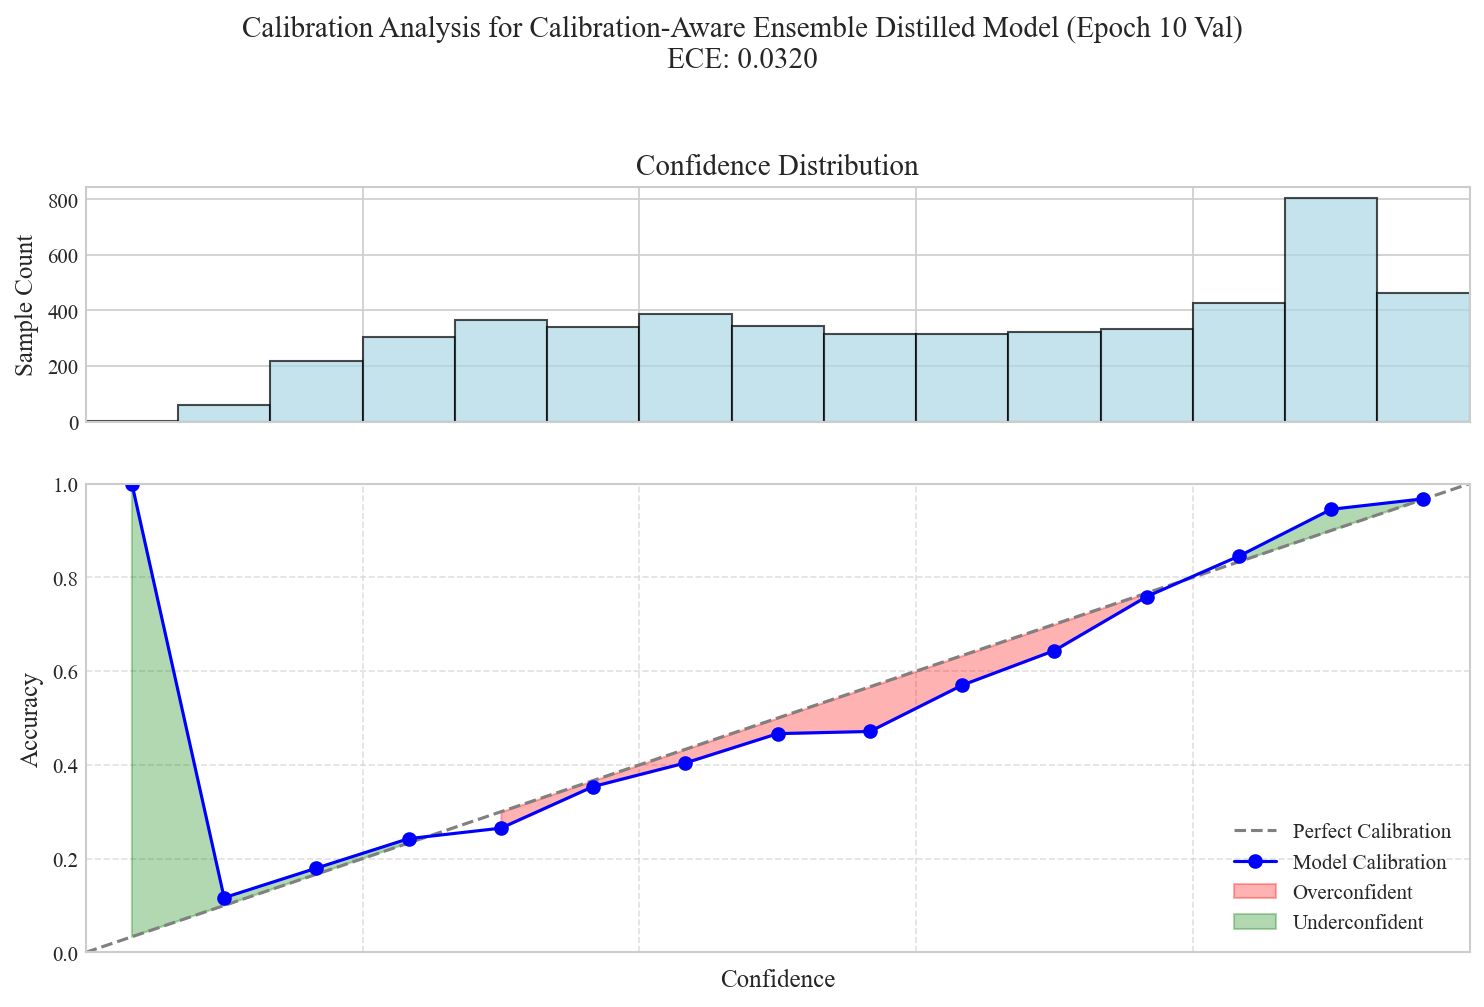 Calibration Analysis for Calibration-Aware Ensemble Distilled Model (Epoch 10 Val)
ECE: 0.0320
Confidence Distribution
Sample Count
800
600
400
200
0
Accuracy
1.0
0.8
0.6
0.4
0.2
0.0
Perfect Calibration
Model Calibration
Overconfident
Underconfident
Confidence